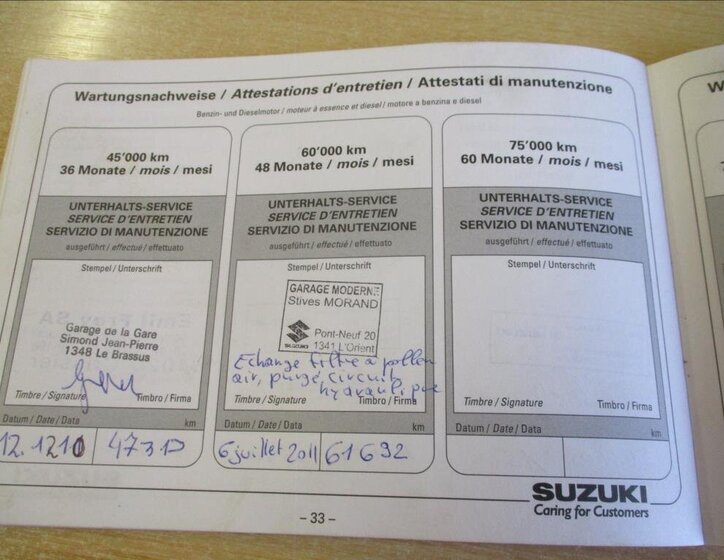 Wartungsnachweise / Attestations d'entretien / Attestati di manutenzione
Benzin- und Dieselmotor / moteur à essence et diesel / motore a benzina e diesel
45'000 km
36 Monate / mois / mesi
UNTERHALTS-SERVICE
SERVICE D'ENTRETIEN
SERVIZIO DI MANUTENZIONE
ausgeführt / effectué / effettuato
Stempel / Unterschrift
Garage de la Gare
Simond Jean-Pierre
1348 Le Brassus
Timbre / Signature Timbro / Firma
Datum / Date / Data km
12.1210 47310
60'000 km
48 Monate / mois / mesi
UNTERHALTS-SERVICE
SERVICE D'ENTRETIEN
SERVIZIO DI MANUTENZIONE
ausgeführt / effectué / effettuato
Stempel / Unterschrift
GARAGE MODERNE
Stives MORAND
Pont-Neuf 20
SUZUKI 1341 L'Orient
Echange filtre à pollen
air, purge, circuit
hydraulique
Timbre / Signature Timbro / Firma
Datum / Date / Data km
6 juillet 2011 61692
75'000 km
60 Monate / mois / mesi
UNTERHALTS-SERVICE
SERVICE D'ENTRETIEN
SERVIZIO DI MANUTENZIONE
ausgeführt / effectué / effettuato
Stempel / Unterschrift
Timbre / Signature Timbro / Firma
Datum / Date / Data km
SUZUKI
Caring for Customers
– 33 –
W